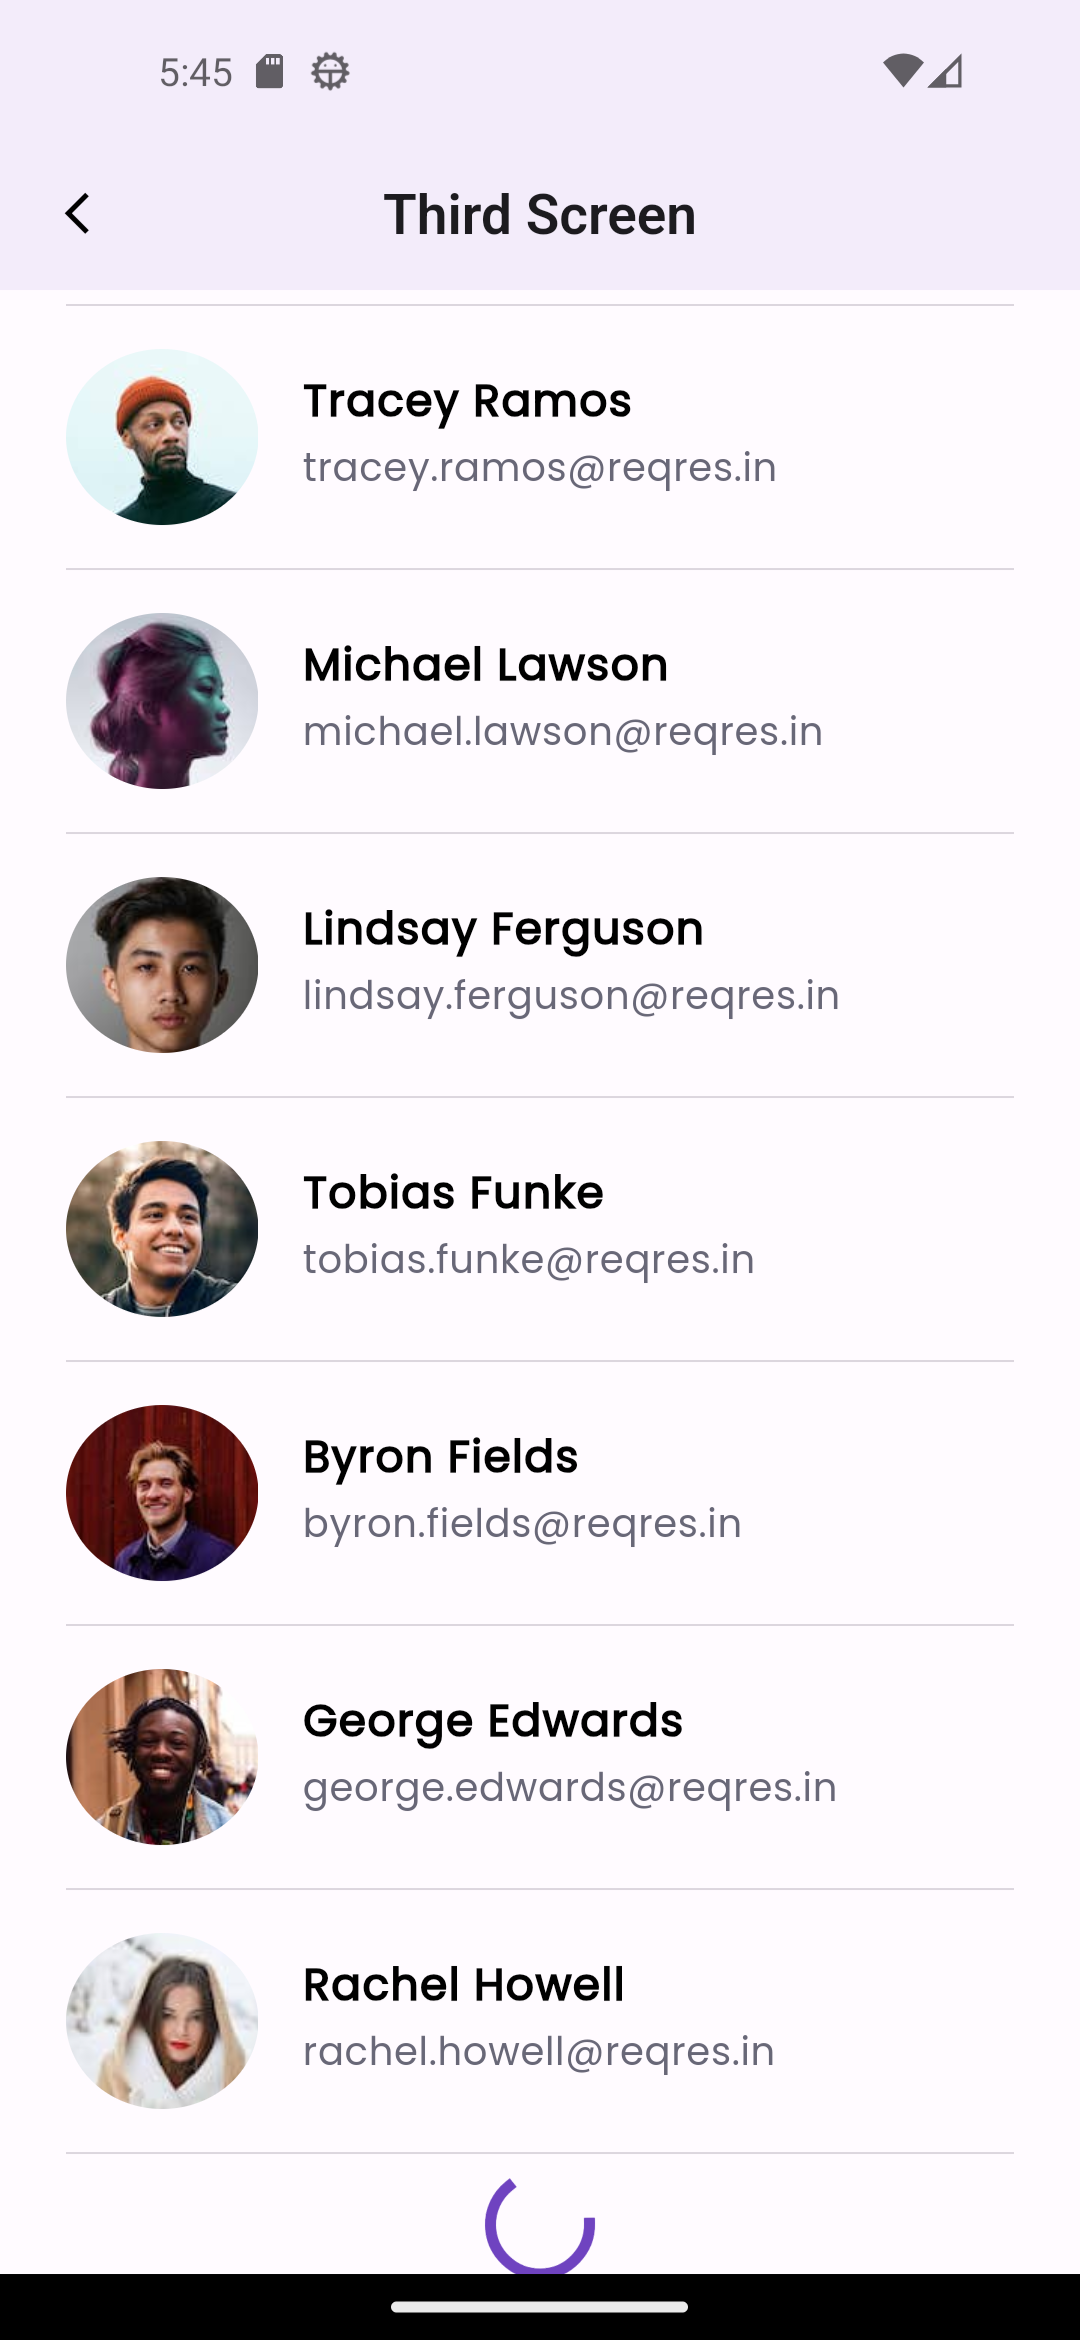 5:45
Third Screen
Tracey Ramos
tracey.ramos@reqres.in
Michael Lawson
michael.lawson@reqres.in
Lindsay Ferguson
lindsay.ferguson@reqres.in
Tobias Funke
tobias.funke@reqres.in
Byron Fields
byron.fields@reqres.in
George Edwards
george.edwards@reqres.in
Rachel Howell
rachel.howell@reqres.in